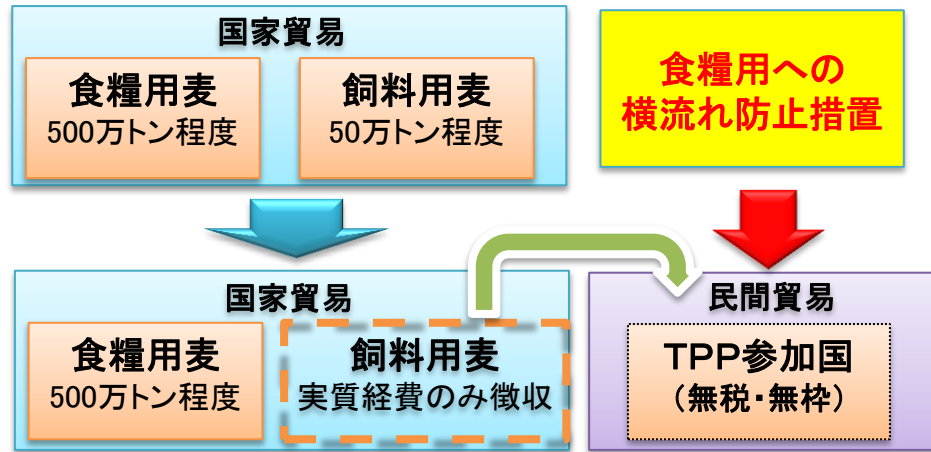 国家貿易
食糧用麦
500万トン程度
飼料用麦
50万トン程度
食糧用への
横流れ防止措置
国家貿易
食糧用麦
500万トン程度
飼料用麦
実質経費のみ徴収
民間貿易
TPP参加国
（無税・無枠）